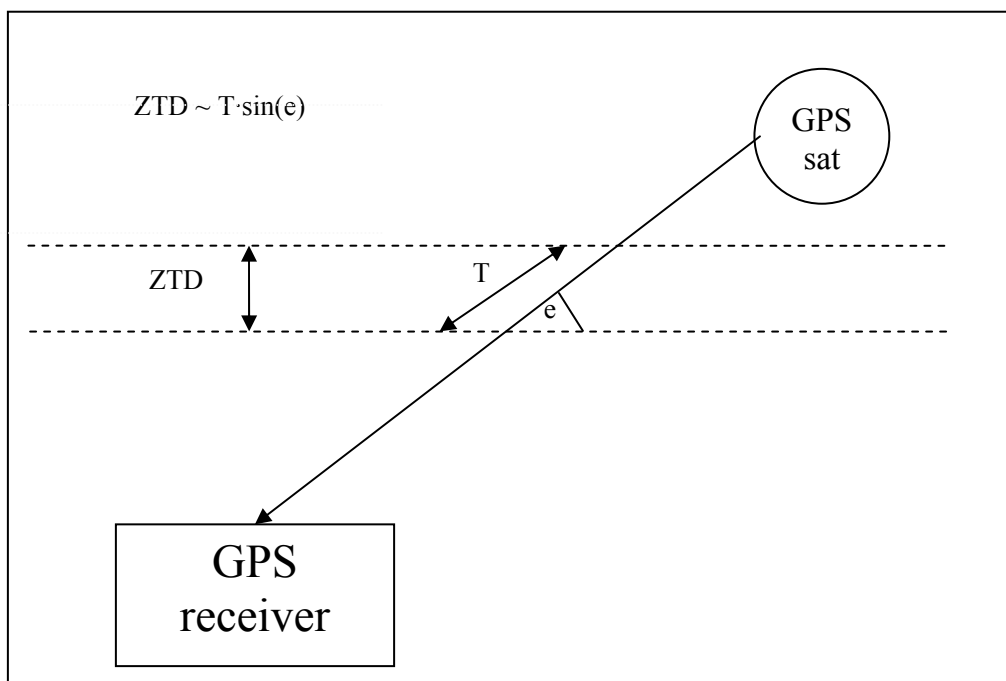 ZTD ~ T·sin(e)
GPS
sat
ZTD
T
e
GPS
receiver